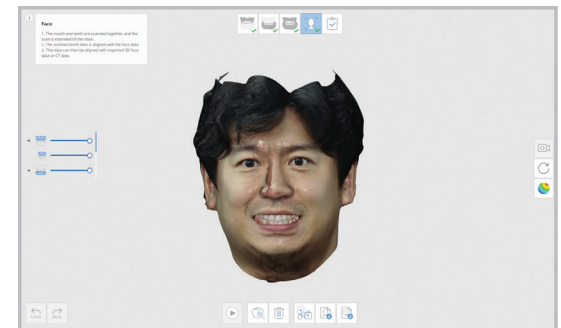 Face
1. The mouth and teeth are scanned together, and the
scan is extended till the nose.
2. The scanned teeth data is aligned with the face data.
3. This data can then be aligned with imported 3D face
data or CT data.
Undo
Redo